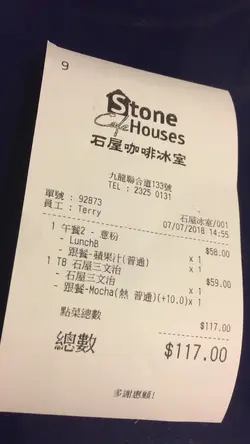 9
Stone
Cafe Houses
石屋咖啡冰室
九龍聯合道133號
TEL : 2325 0131
-
單號 : 92873
石屋冰室/001
員工 : Terry
07/07/2018 14:55
1 午餐2 - 意粉 $58.00
- LunchB x 1
- 跟餐-蘋果汁(普通) x 1
1 TB 石屋三文治 $59.00
- 石屋三文治 x 1
- 跟餐-Mocha(熱 普通)(+10.0)x 1
點菜總數 $117.00
總數 $117.00
多謝惠顧!